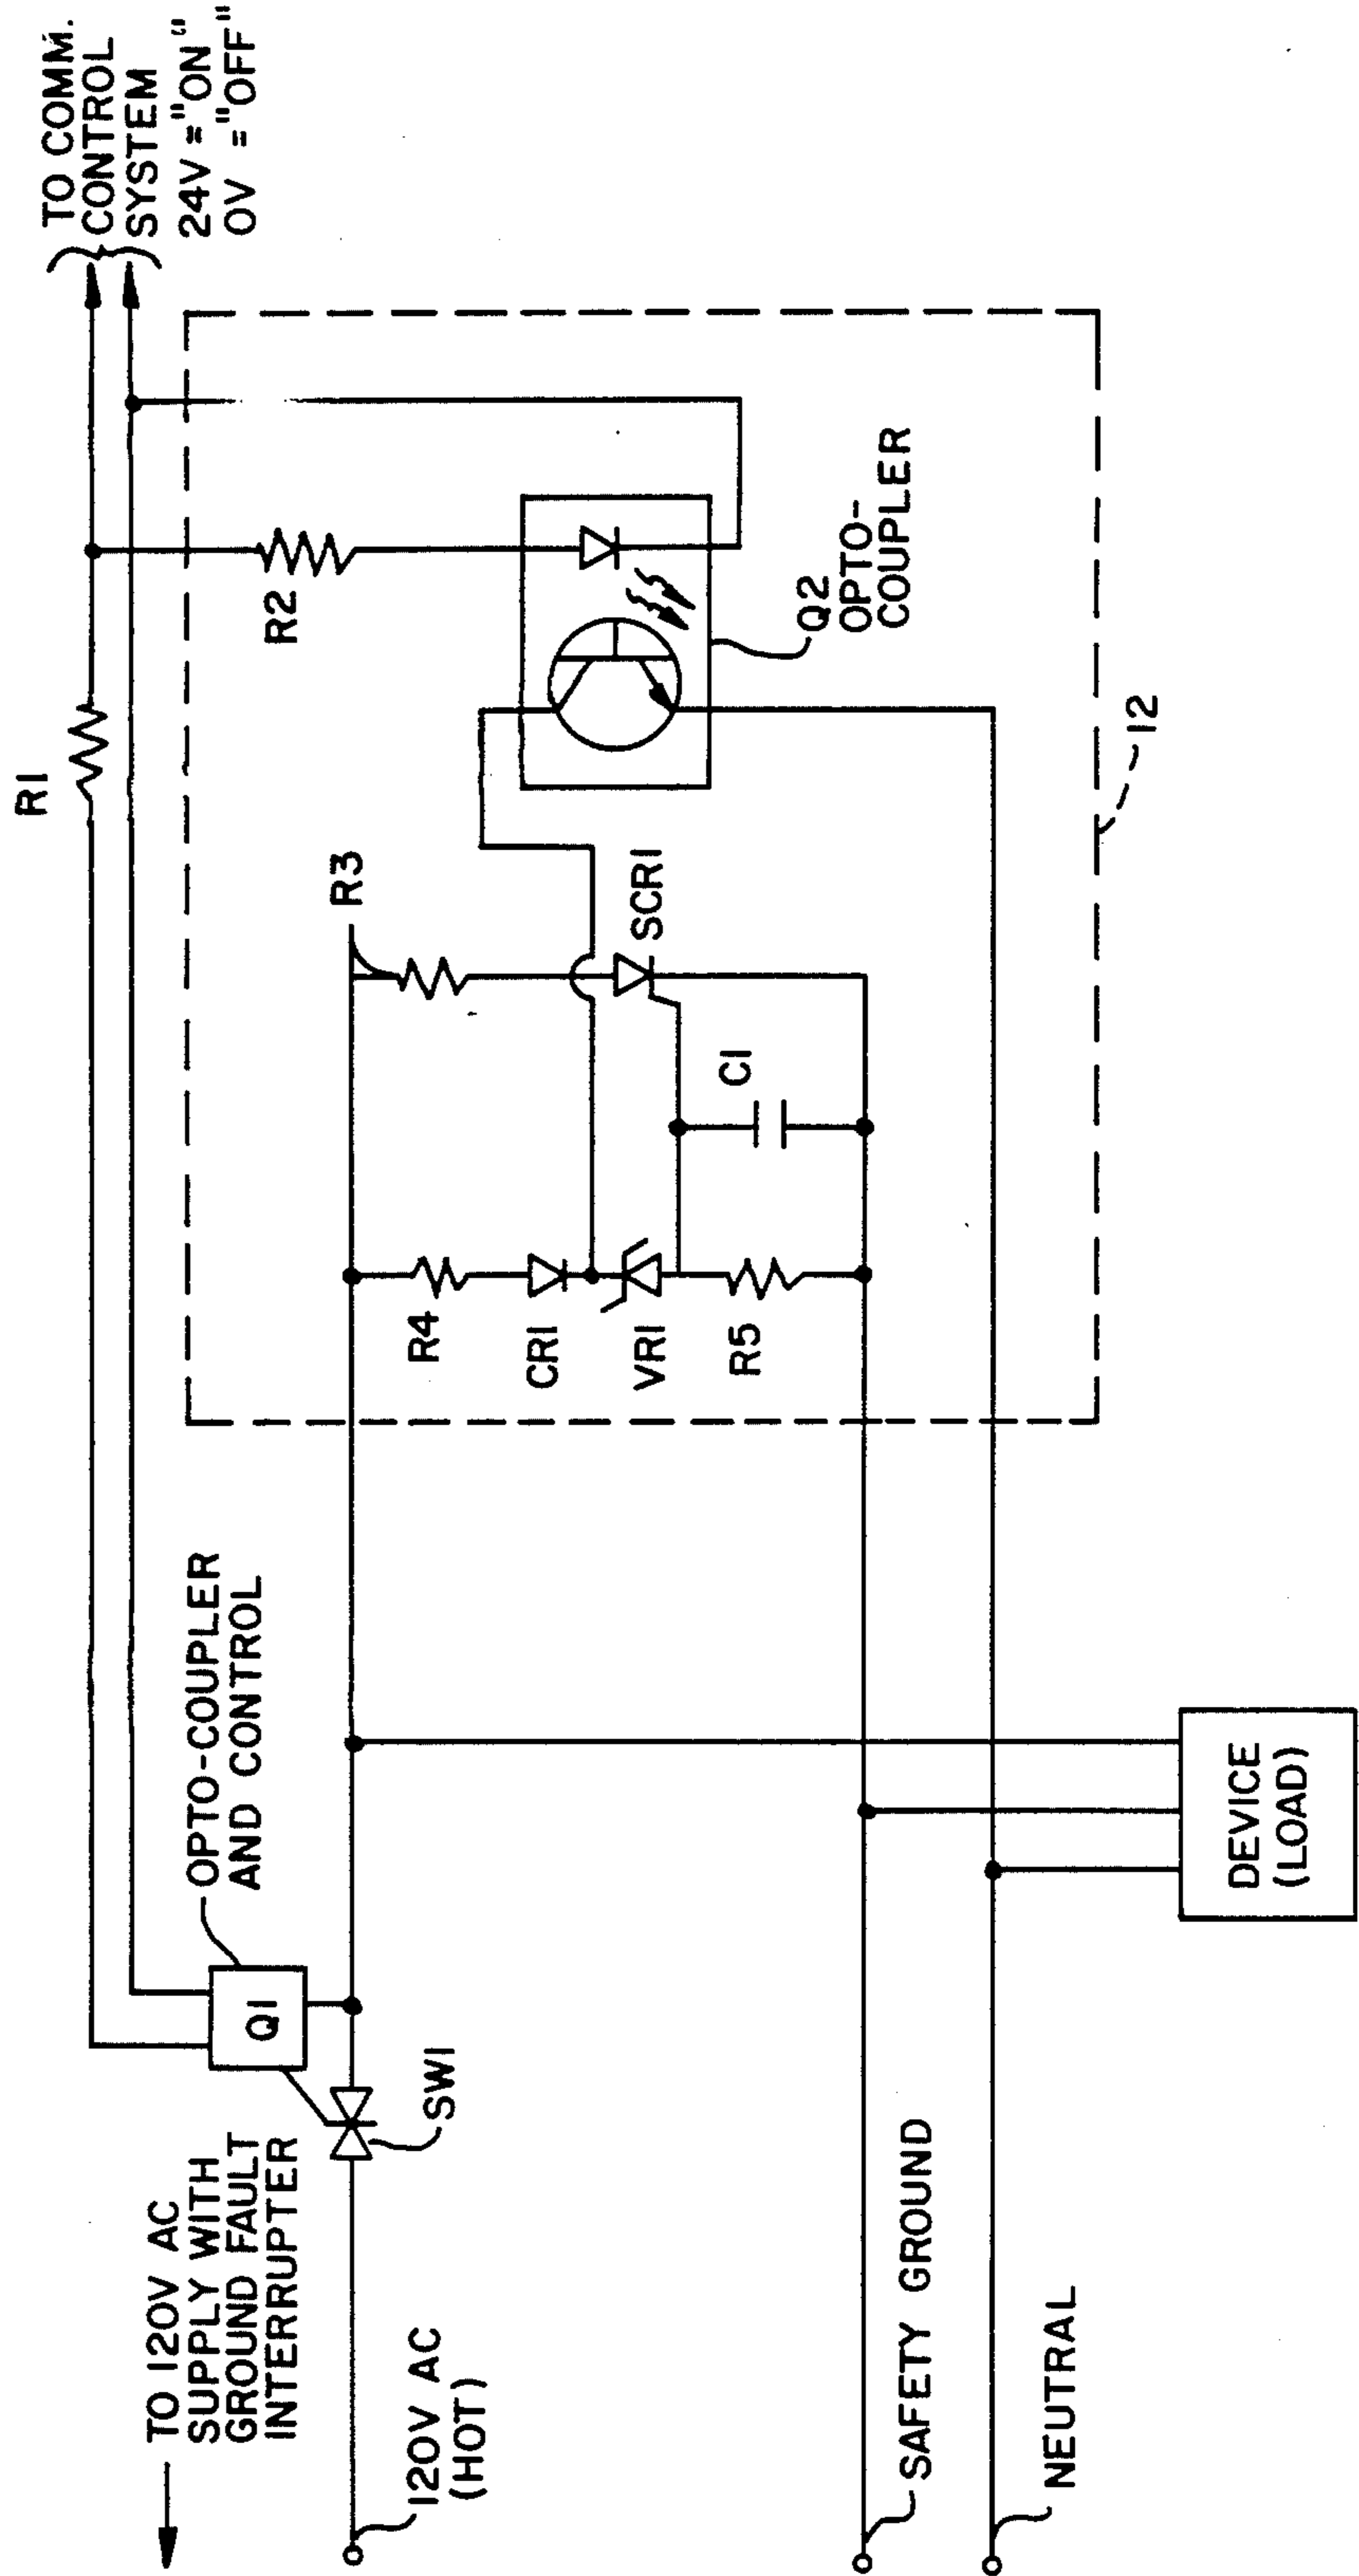 TO COMM.
CONTROL
SYSTEM
24V ="ON"
0V ="OFF"
R1
R2
R3
Q2
OPTO-
COUPLER
SCR1
C1
12
R4
CR1
VR1
R5
OPTO-COUPLER
AND CONTROL
Q1
SW1
TO 120V AC
SUPPLY WITH
GROUND FAULT
INTERRUPTER
120V AC
(HOT)
SAFETY GROUND
NEUTRAL
DEVICE
(LOAD)